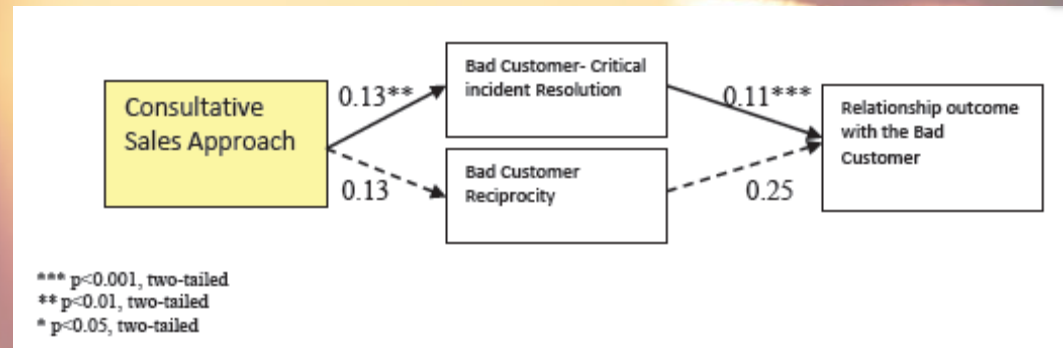 Bad Customer- Critical
incident Resolution
0.13**
0.11***
Consultative
Sales Approach
Relationship outcome
with the Bad
Customer
Bad Customer
Reciprocity
0.13
0.25
*** p<0.001, two-tailed
** p<0.01, two-tailed
* p<0.05, two-tailed